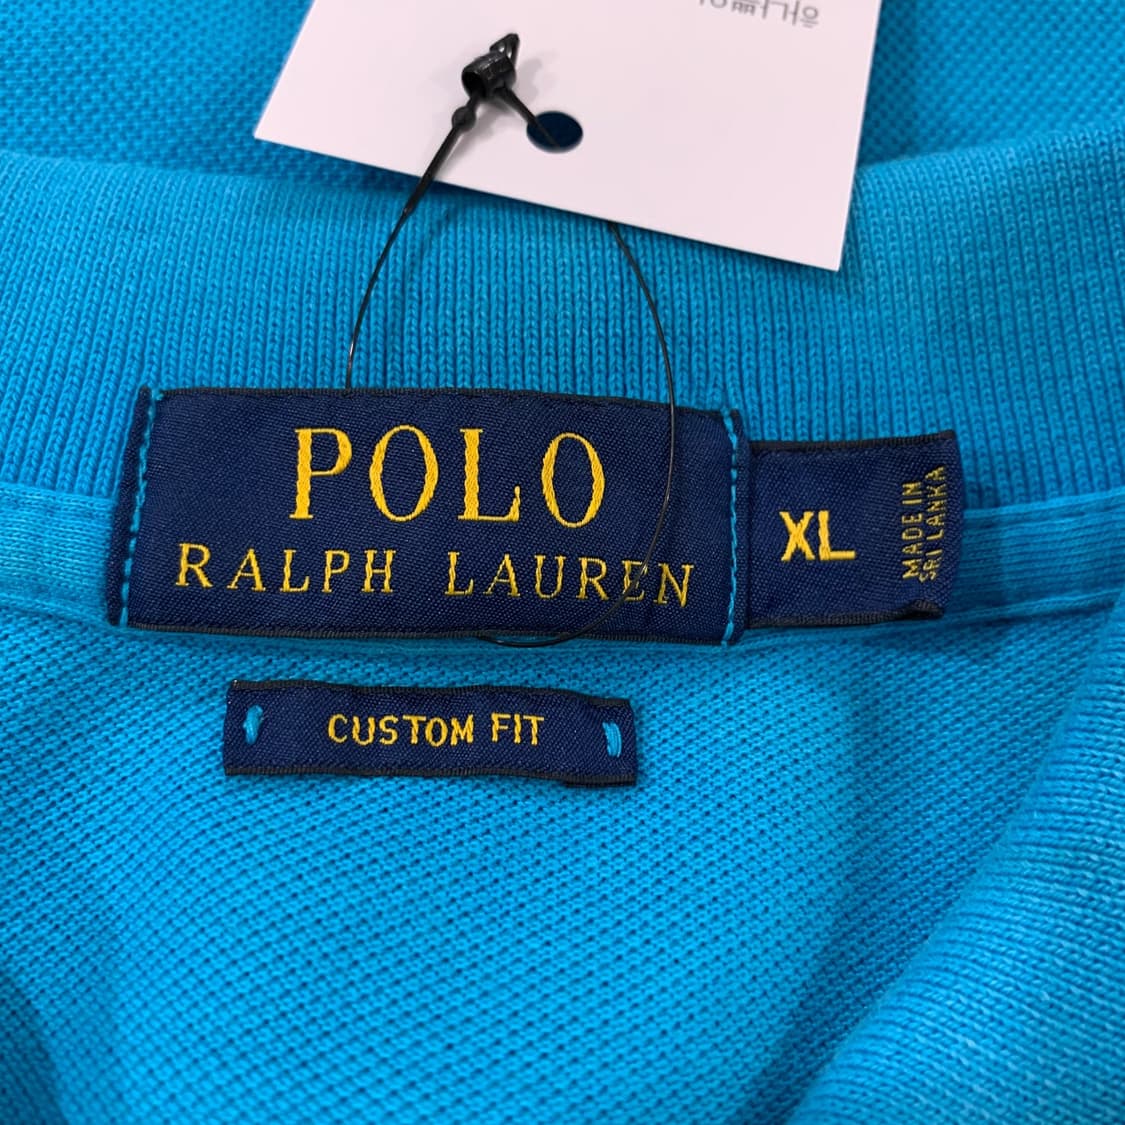 POLO
RALPH LAUREN
XL
MADE IN
SRI LANKA
CUSTOM FIT